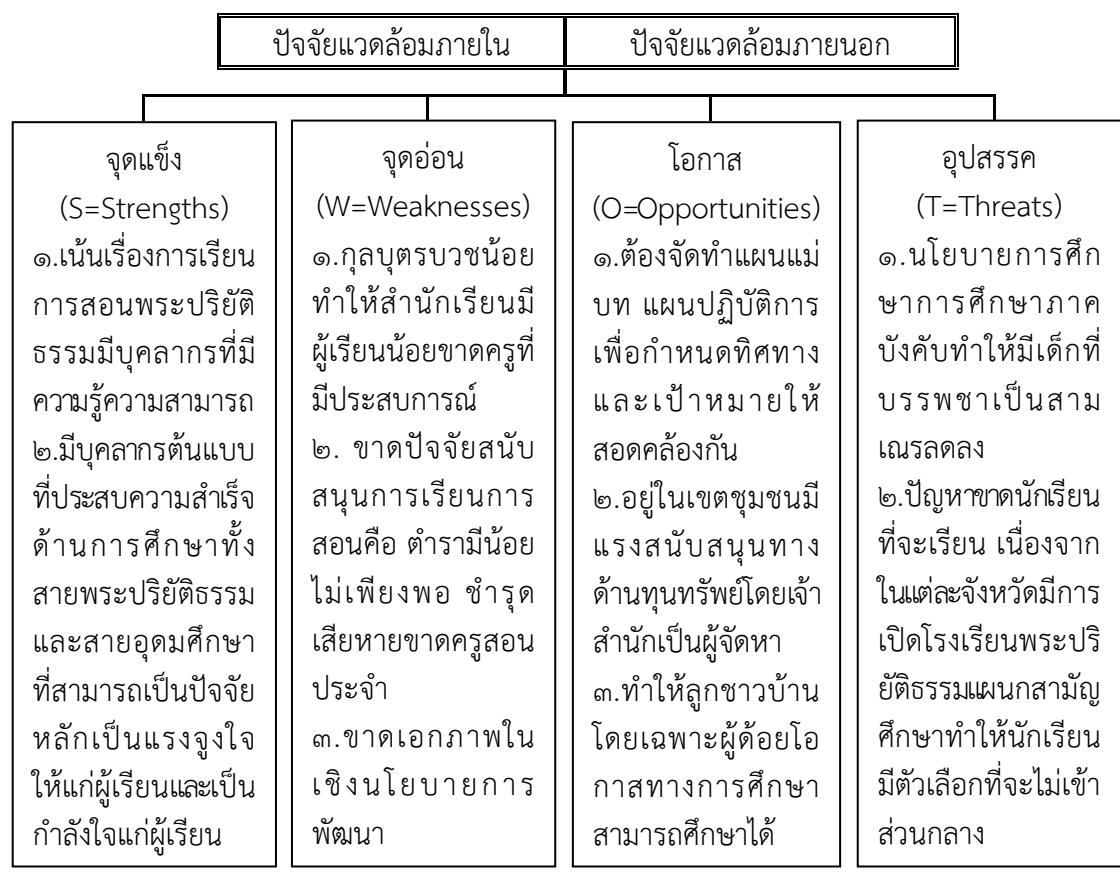 ปัจจัยแวดล้อมภายใน
ปัจจัยแวดล้อมภายนอก
จุดแข็ง
(S=Strengths)
๑.เน้นเรื่องการเรียน
การสอนพระปริยัติ
ธรรมมีบุคลากรที่มี
ความรู้ความสามารถ
๒.มีบุคลากรต้นแบบ
ที่ประสบความสำเร็จ
ด้านการศึกษาทั้ง
สายพระปริยัติธรรม
และสายอุดมศึกษา
ที่สามารถเป็นปัจจัย
หลักเป็นแรงจูงใจ
ให้แก่ผู้เรียนและเป็น
กำลังใจแก่ผู้เรียน
จุดอ่อน
(W=Weaknesses)
๑.กุลบุตรบวชน้อย
ทำให้สำนักเรียนมี
ผู้เรียนน้อยขาดครูที่
มีประสบการณ์
๒. ขาดปัจจัยสนับ
สนุนการเรียนการ
สอนคือ ตำรามีน้อย
ไม่เพียงพอ ชำรุด
เสียหายขาดครูสอน
ประจำ
๓.ขาดเอกภาพใน
เชิงนโยบายการ
พัฒนา
โอกาส
(O=Opportunities)
๑.ต้องจัดทำแผนแม่
บท แผนปฏิบัติการ
เพื่อกำหนดทิศทาง
และเป้าหมายให้
สอดคล้องกัน
๒.อยู่ในเขตชุมชนมี
แรงสนับสนุนทาง
ด้านทุนทรัพย์โดยเจ้า
สำนักเป็นผู้จัดหา
๓.ทำให้ลูกชาวบ้าน
โดยเฉพาะผู้ด้อยโอ
กาสทางการศึกษา
สามารถศึกษาได้
อุปสรรค
(T=Threats)
๑.นโยบายการศึก
ษาการศึกษาภาค
บังคับทำให้มีเด็กที่
บรรพชาเป็นสาม
เณรลดลง
๒.ปัญหาขาดนักเรียน
ที่จะเรียน เนื่องจาก
ในแต่ละจังหวัดมีการ
เปิดโรงเรียนพระปริ
ยัติธรรมแผนกสามัญ
ศึกษาทำให้นักเรียน
มีตัวเลือกที่จะไม่เข้า
ส่วนกลาง